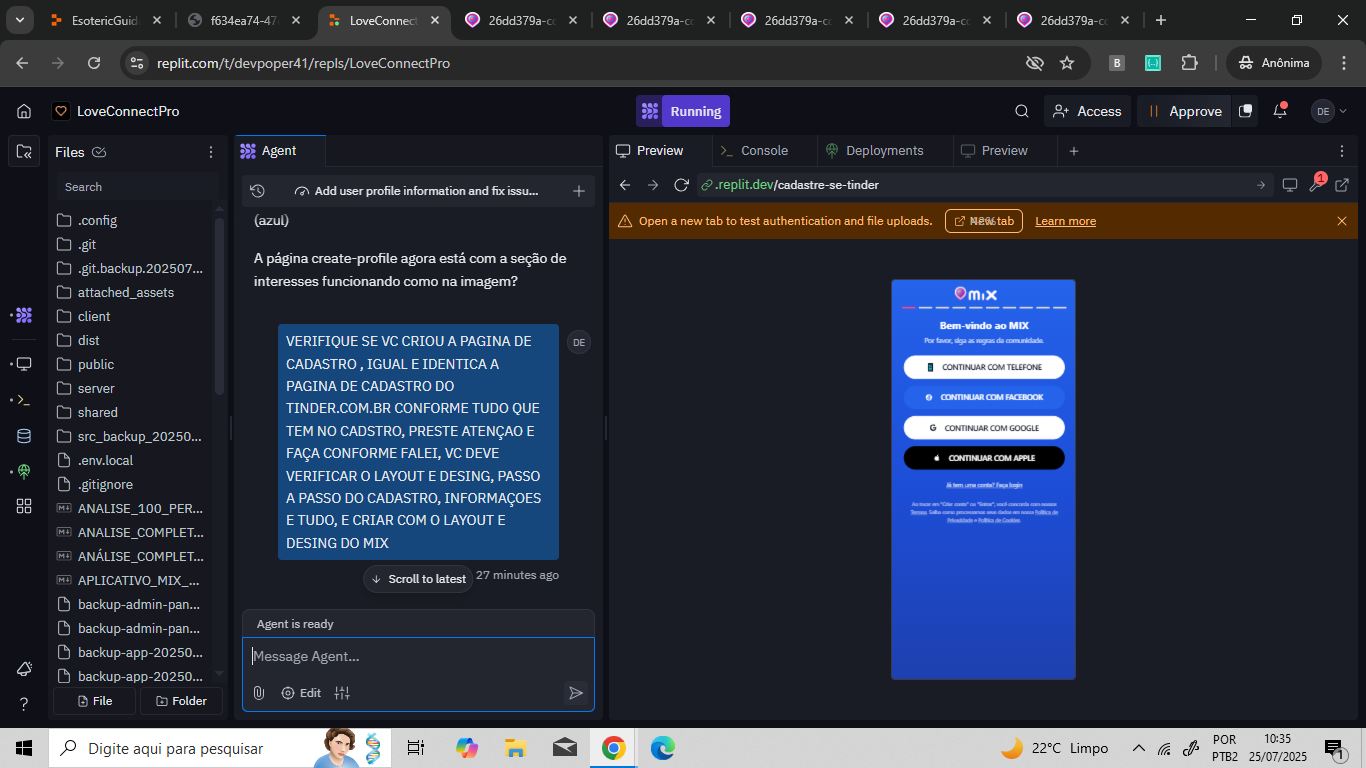 EsotericGuid
f634ea74-47
LoveConnect
26dd379a-cc
26dd379a-cc
26dd379a-cc
26dd379a-cc
26dd379a-cc
replit.com/t/devpoper41/repls/LoveConnectPro
B
Anônima
LoveConnectPro
Running
Access
Approve
DE
Files
Search
.config
.git
.git.backup.202507...
attached_assets
client
dist
public
server
shared
src_backup_20250...
.env.local
.gitignore
ANALISE_100_PER...
ANALISE_COMPLET...
ANÁLISE_COMPLET...
APLICATIVO_MIX_...
backup-admin-pan...
backup-admin-pan...
backup-app-20250...
backup-app-20250...
File
Folder
Agent
Add user profile information and fix issu...
(azul)
A página create-profile agora está com a seção de
interesses funcionando como na imagem?
VERIFIQUE SE VC CRIOU A PAGINA DE
CADASTRO , IGUAL E IDENTICA A
PAGINA DE CADASTRO DO
TINDER.COM.BR CONFORME TUDO QUE
TEM NO CADSTRO, PRESTE ATENÇAO E
FAÇA CONFORME FALEI, VC DEVE
VERIFICAR O LAYOUT E DESING, PASSO
A PASSO DO CADASTRO, INFORMAÇOES
E TUDO, E CRIAR COM O LAYOUT E
DESING DO MIX
DE
Scroll to latest
27 minutes ago
Agent is ready
Message Agent...
Edit
Preview
Console
Deployments
Preview
.replit.dev/cadastre-se-tinder
1
Open a new tab to test authentication and file uploads.
New tab
Learn more
mix
Bem-vindo ao MIX
Por favor, siga as regras da comunidade.
CONTINUAR COM TELEFONE
CONTINUAR COM FACEBOOK
G CONTINUAR COM GOOGLE
CONTINUAR COM APPLE
Já tem uma conta? Faça login
Ao tocar em "Criar conta" ou "Entrar", você concorda com nossos
Termos. Saiba como processamos seus dados em nossa Política de
Privacidade e Política de Cookies.
Digite aqui para pesquisar
22°C Limpo
POR
PTB2
10:35
25/07/2025
1